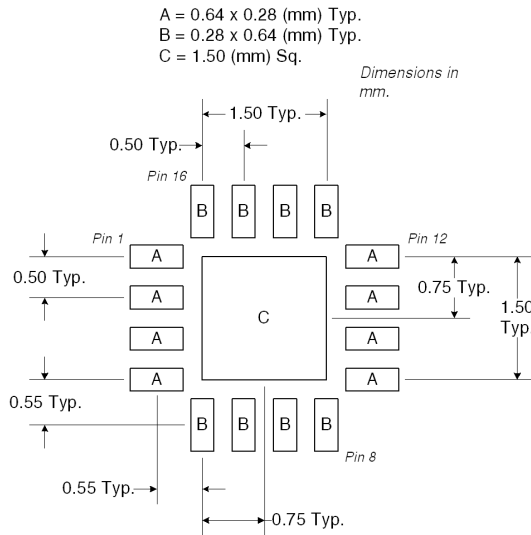 A = 0.64 x 0.28 (mm) Typ.
B = 0.28 x 0.64 (mm) Typ.
C = 1.50 (mm) Sq.
Dimensions in
mm.
1.50 Typ.
0.50 Typ.
Pin 16
B B B B
Pin 1
Pin 12
A A
0.50 Typ.
0.75 Typ.
A A
1.50
Typ.
C
A A
A A
0.55 Typ.
B B B B
Pin 8
0.55 Typ.
0.75 Typ.